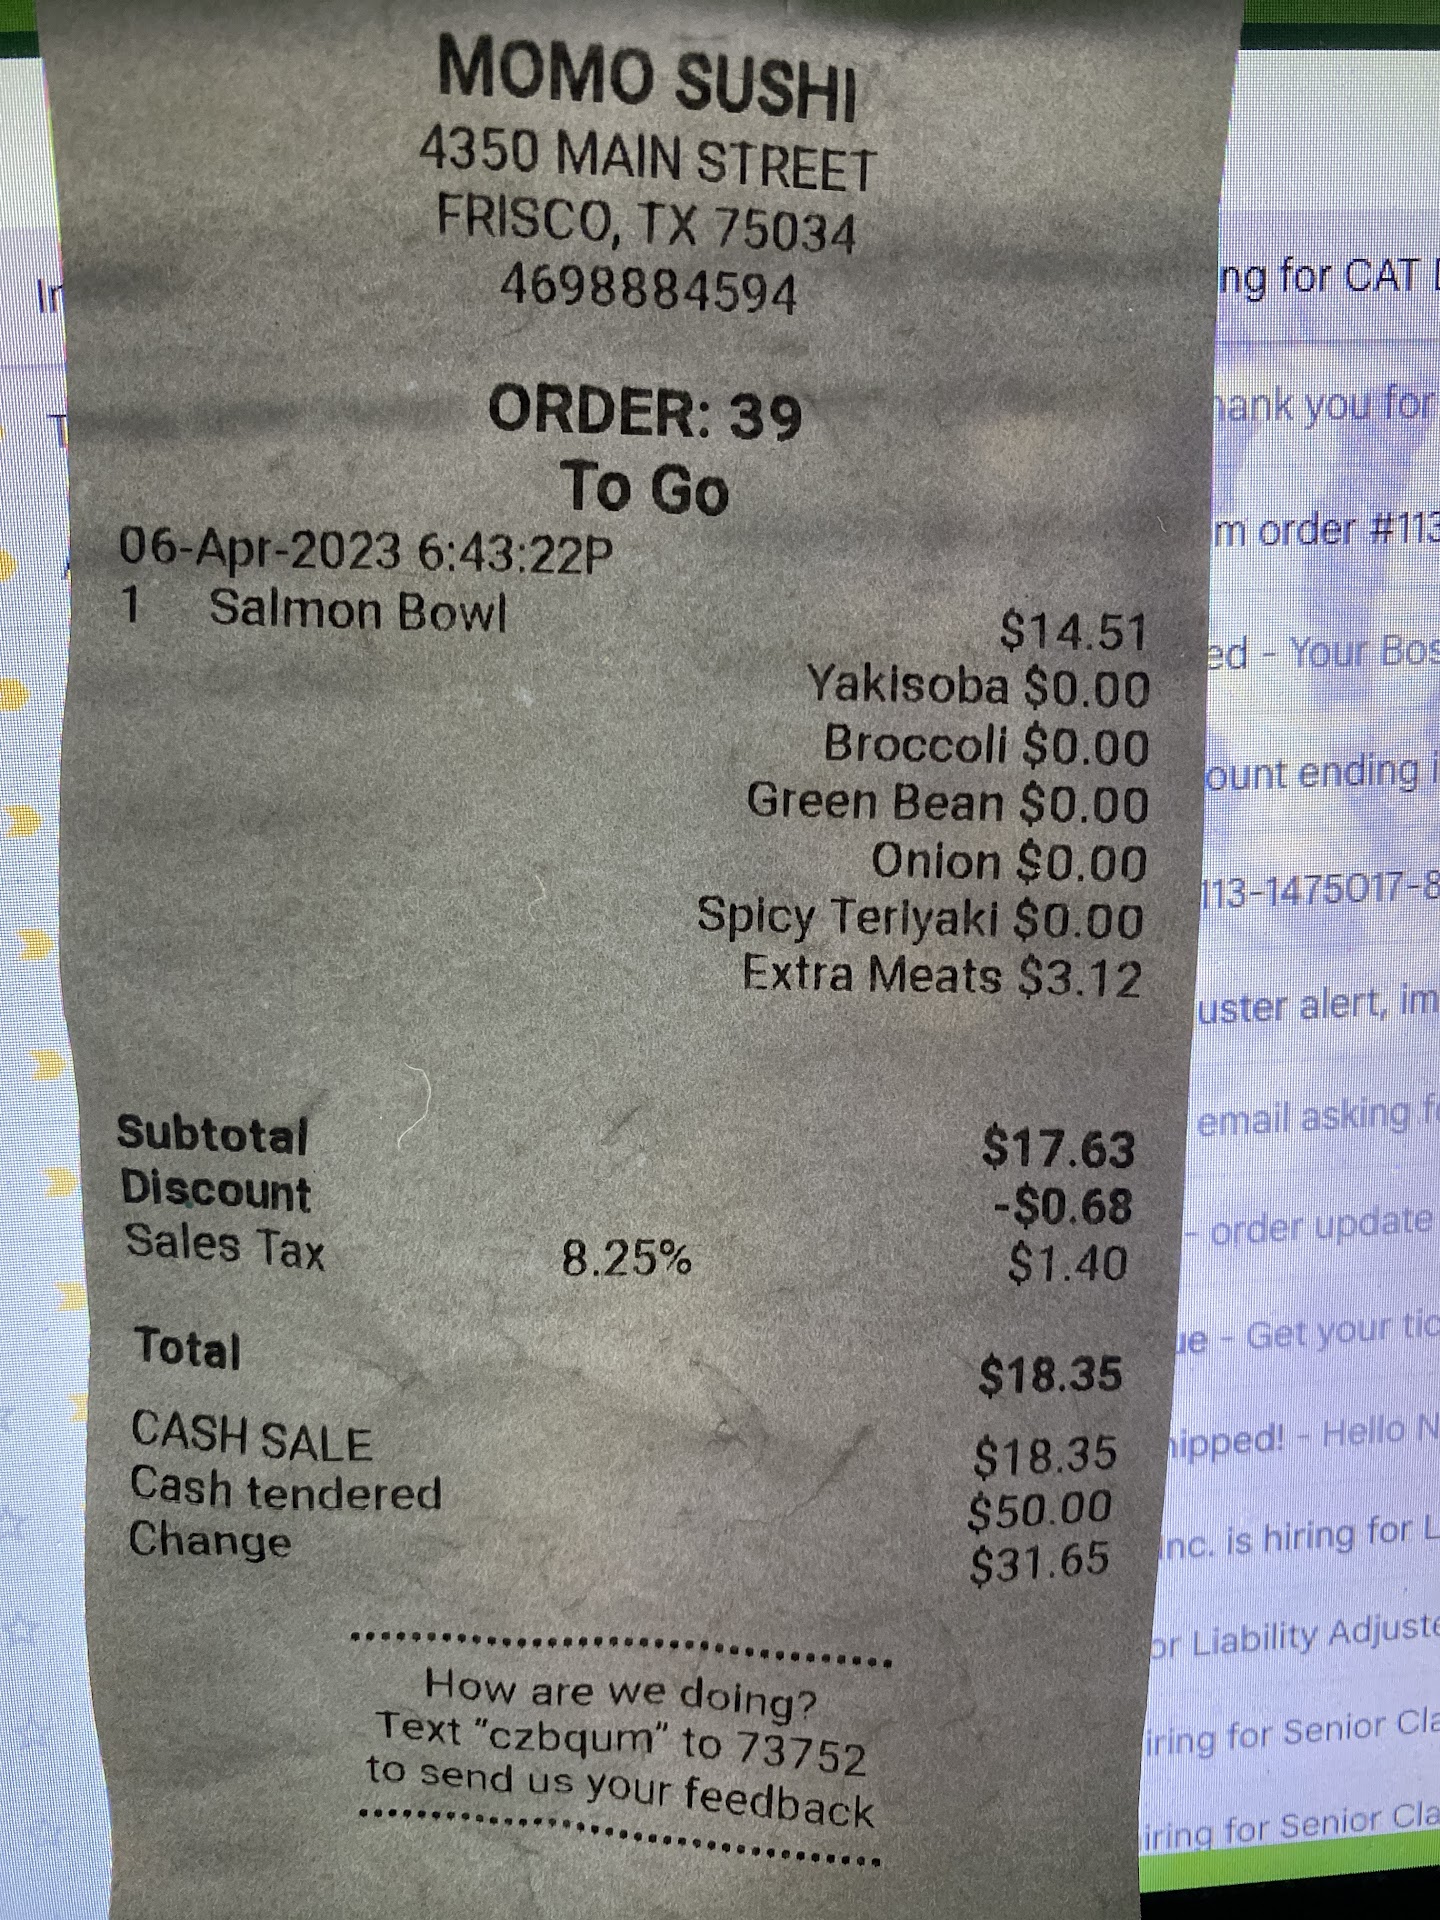 MOMO SUSHI
4350 MAIN STREET
FRISCO, TX 75034
4698884594
ORDER: 39
To Go
06-Apr-2023 6:43:22P
1 Salmon Bowl $14.51
Yakisoba $0.00
Broccoli $0.00
Green Bean $0.00
Onion $0.00
Spicy Teriyaki $0.00
Extra Meats $3.12
Subtotal $17.63
Discount -$0.68
Sales Tax 8.25% $1.40
Total $18.35
CASH SALE $18.35
Cash tendered $50.00
Change $31.65
How are we doing?
Text "czbqum" to 73752
to send us your feedback
ng for CAT
ank you for
m order #113
ed - Your Bos
ount ending i
113-1475017-8
uster alert, im
email asking f
- order update
ue - Get your tic
hipped! - Hello N
Inc. is hiring for L
or Liability Adjuste
iring for Senior Cla
iring for Senior Cla